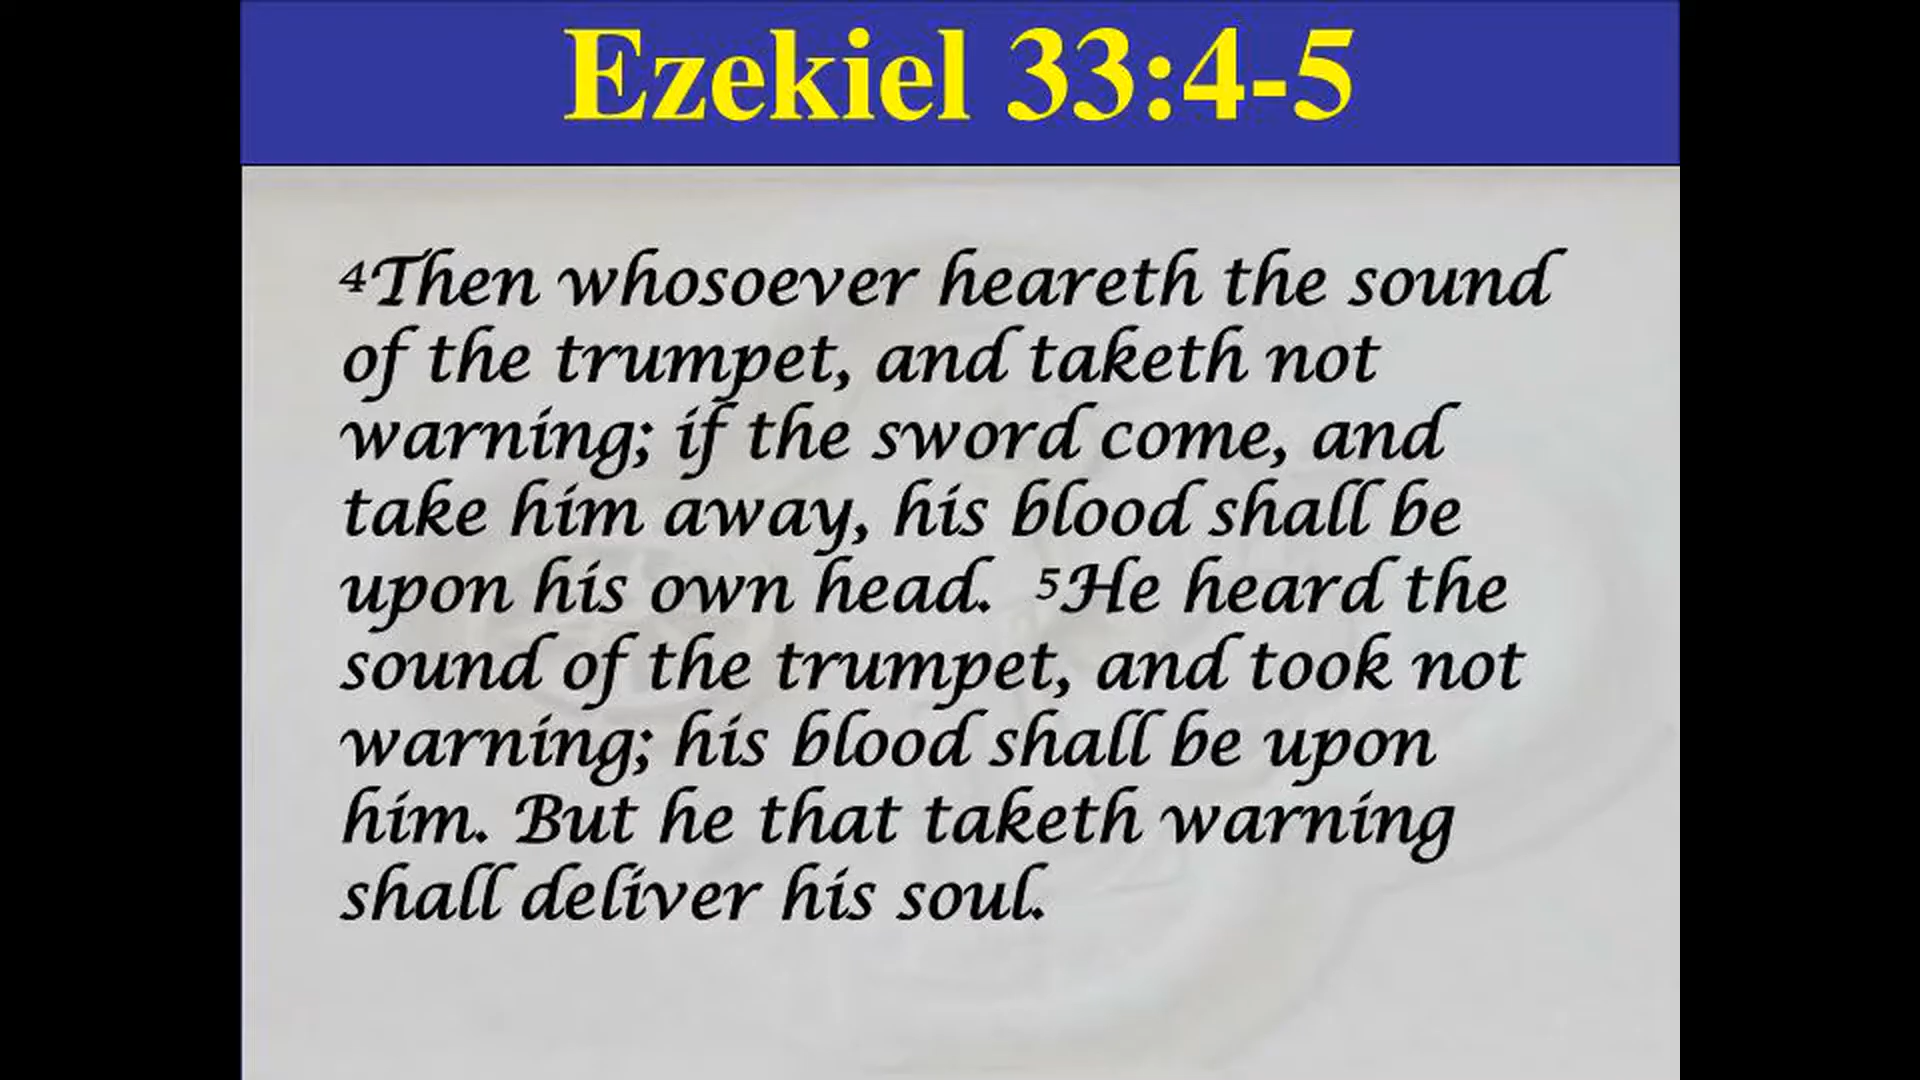 Ezekiel 33:4-5
4Then whosoever heareth the sound
of the trumpet, and taketh not
warning; if the sword come, and
take him away, his blood shall be
upon his own head. 5He heard the
sound of the trumpet, and took not
warning; his blood shall be upon
him. But he that taketh warning
shall deliver his soul.